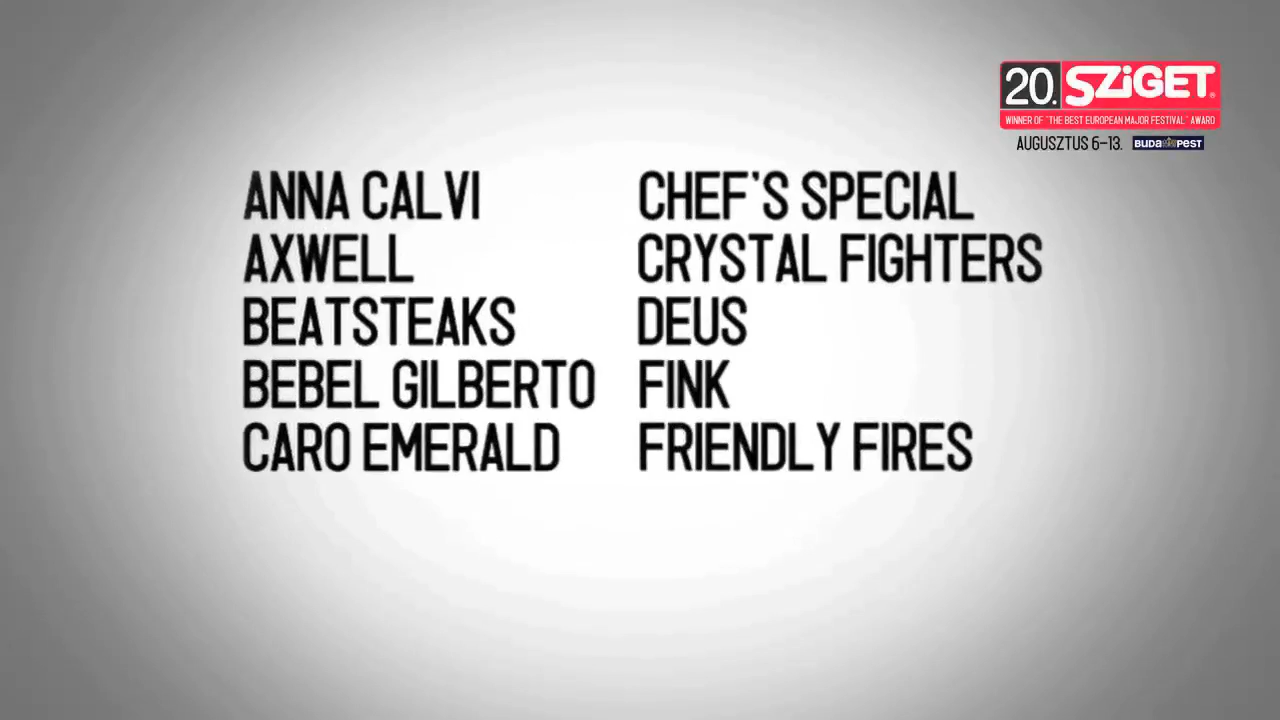 20. SZiGET
WINNER OF "THE BEST EUROPEAN MAJOR FESTIVAL" AWARD
AUGUSZTUS 6-13. BUDAPEST
ANNA CALVI
AXWELL
BEATSTEAKS
BEBEL GILBERTO
CARO EMERALD
CHEF'S SPECIAL
CRYSTAL FIGHTERS
DEUS
FINK
FRIENDLY FIRES